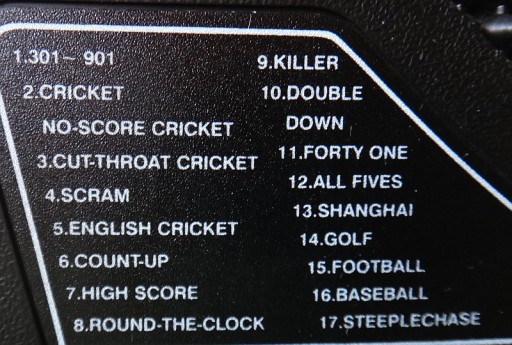 1.301~ 901
2.CRICKET
NO-SCORE CRICKET
3.CUT-THROAT CRICKET
4.SCRAM
5.ENGLISH CRICKET
6.COUNT-UP
7.HIGH SCORE
8.ROUND-THE-CLOCK
9.KILLER
10.DOUBLE
DOWN
11.FORTY ONE
12.ALL FIVES
13.SHANGHAI
14.GOLF
15.FOOTBALL
16.BASEBALL
17.STEEPLECHASE